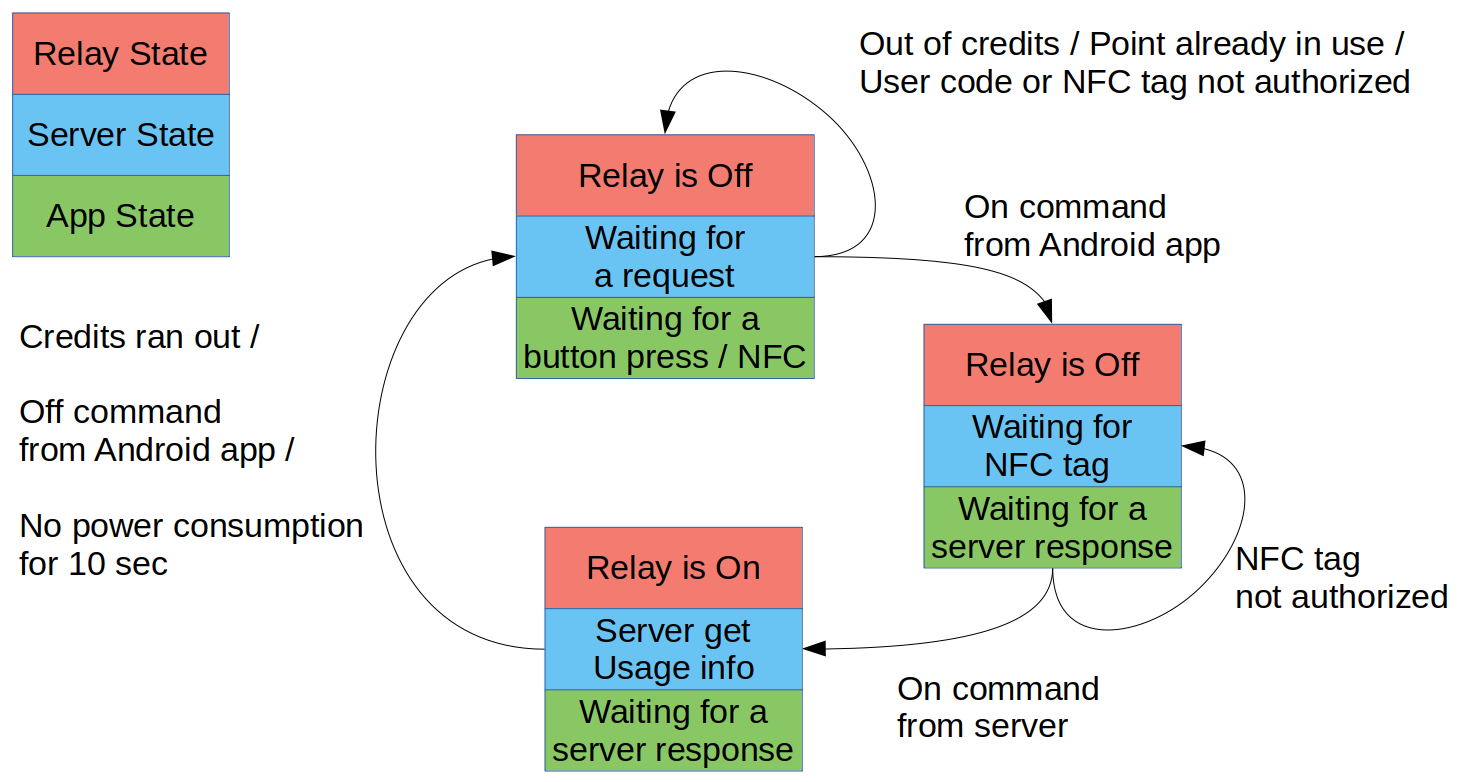 Relay State
Server State
App State
Out of credits / Point already in use /
User code or NFC tag not authorized
Relay is Off
Waiting for
a request
Waiting for a
button press / NFC
On command
from Android app
Relay is Off
Waiting for
NFC tag
Waiting for a
server response
NFC tag
not authorized
On command
from server
Relay is On
Server get
Usage info
Waiting for a
server response
Credits ran out /
Off command
from Android app /
No power consumption
for 10 sec